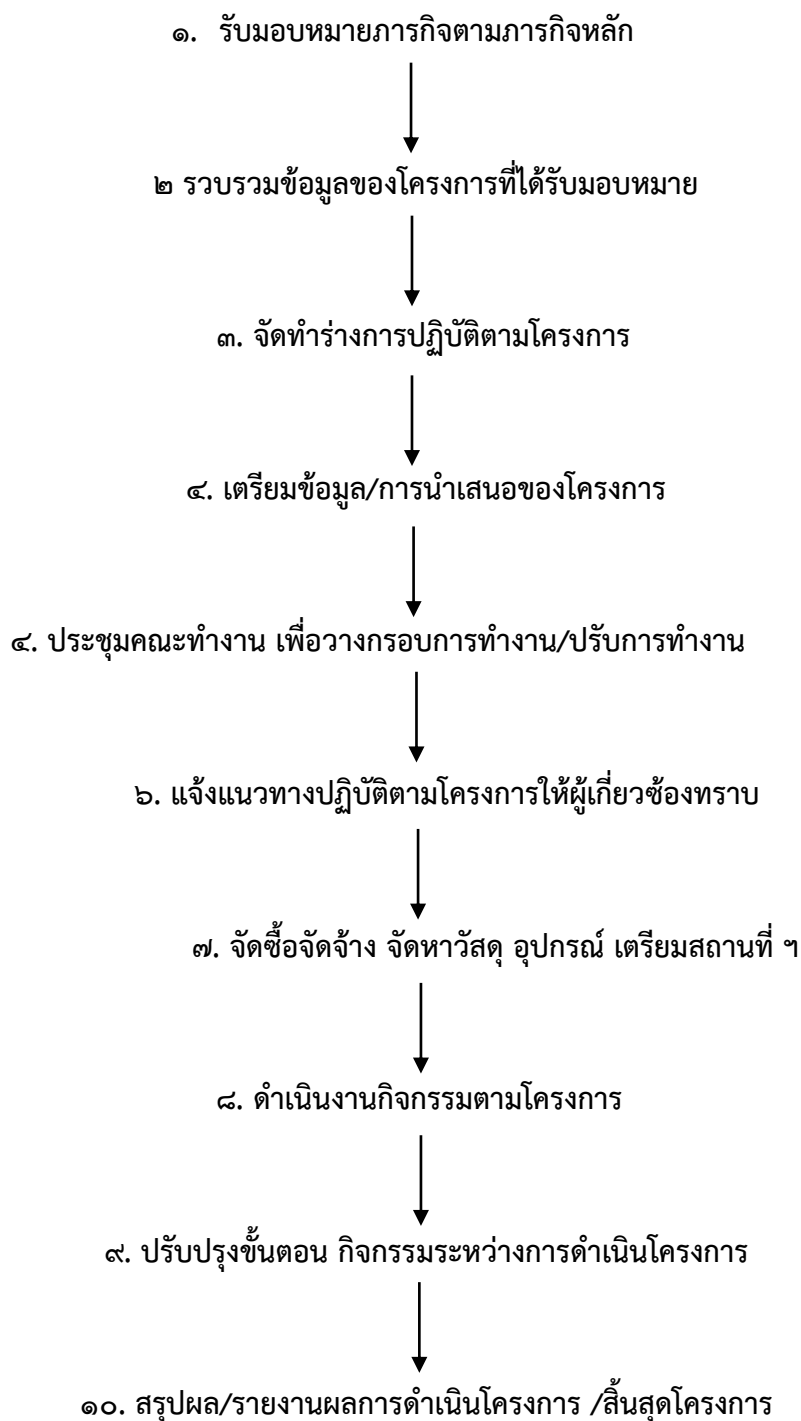 ๑. รับมอบหมายภารกิจตามภารกิจหลัก
๒ รวบรวมข้อมูลของโครงการที่ได้รับมอบหมาย
๓. จัดทำร่างการปฏิบัติตามโครงการ
๔. เตรียมข้อมูล/การนำเสนอของโครงการ
๔. ประชุมคณะทำงาน เพื่อวางกรอบการทำงาน/ปรับการทำงาน
๖. แจ้งแนวทางปฏิบัติตามโครงการให้ผู้เกี่ยวซ้องทราบ
๗. จัดซื้อจัดจ้าง จัดหาวัสดุ อุปกรณ์ เตรียมสถานที่ ฯ
๘. ดำเนินงานกิจกรรมตามโครงการ
๙. ปรับปรุงขั้นตอน กิจกรรมระหว่างการดำเนินโครงการ
๑๐. สรุปผล/รายงานผลการดำเนินโครงการ /สิ้นสุดโครงการ